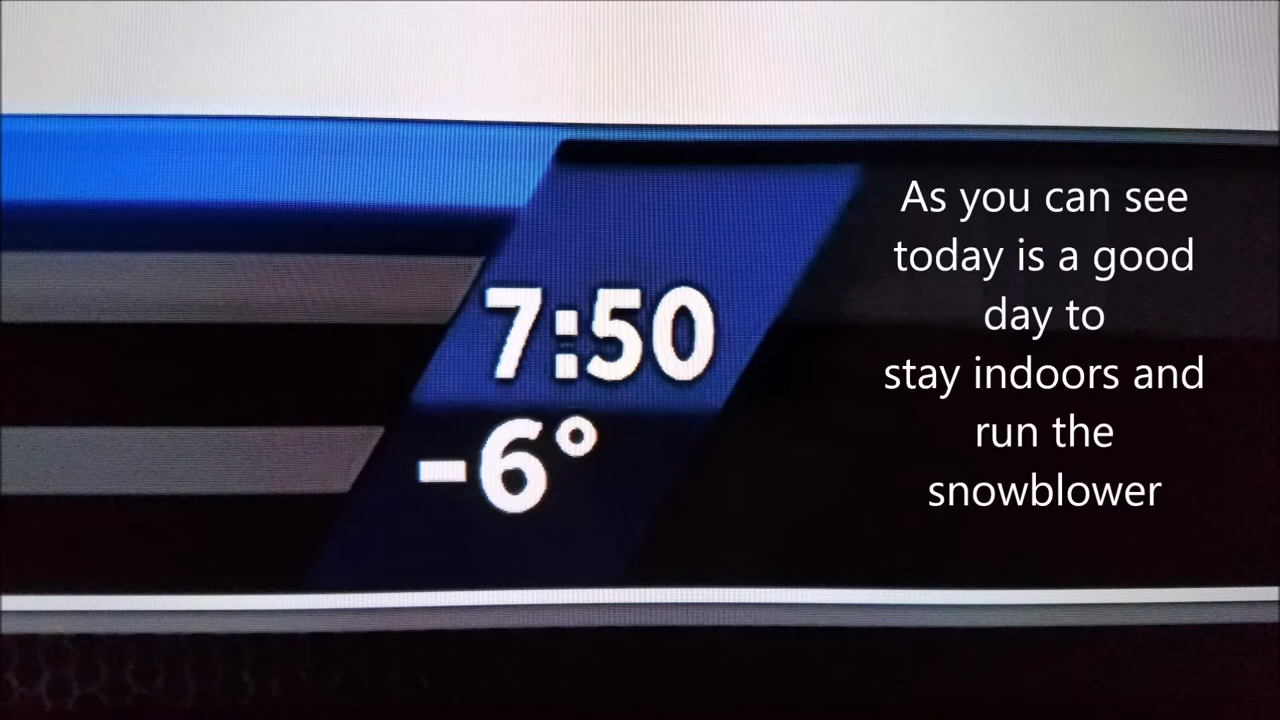 7:50
-6°
As you can see
today is a good
day to
stay indoors and
run the
snowblower